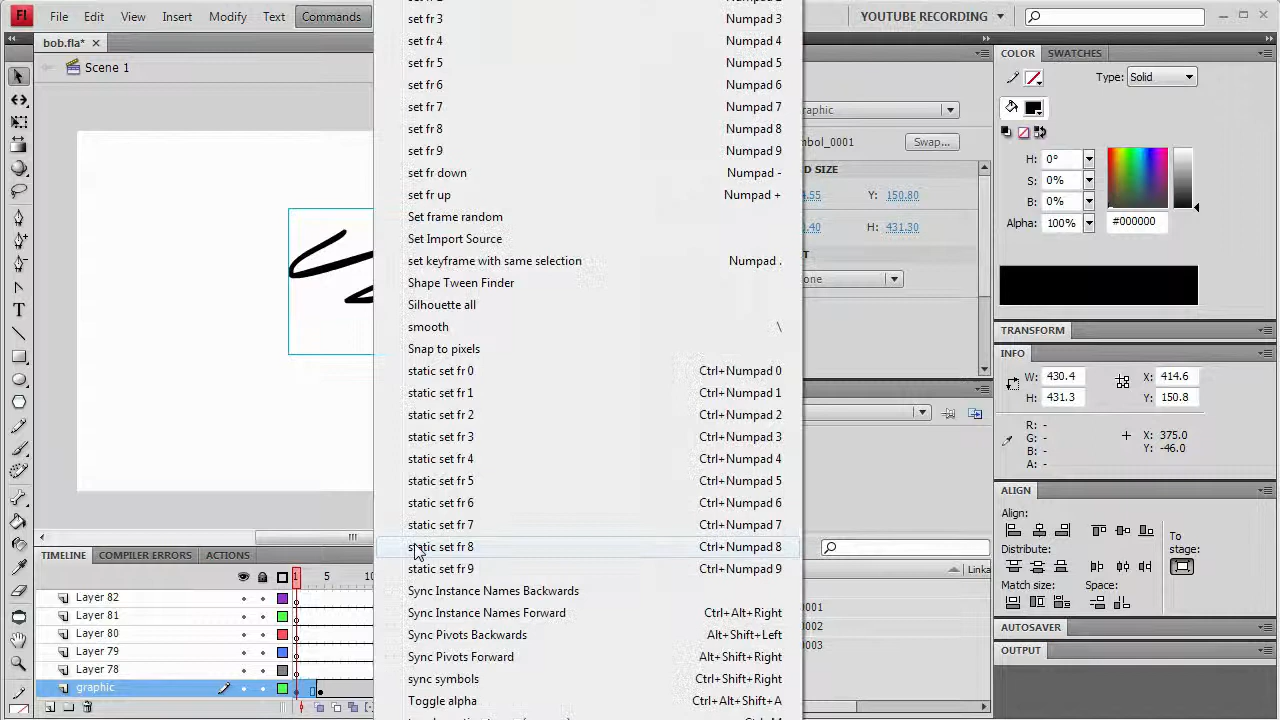 Fl File Edit View Insert Modify Text Commands YOUTUBE RECORDING
bob.fla* ×
Scene 1
set fr 3 Numpad 3
set fr 4 Numpad 4
set fr 5 Numpad 5
set fr 6 Numpad 6
set fr 7 Numpad 7
set fr 8 Numpad 8
set fr 9 Numpad 9
set fr down Numpad -
set fr up Numpad +
Set frame random
Set Import Source
set keyframe with same selection Numpad .
Shape Tween Finder
Silhouette all
smooth \
Snap to pixels
static set fr 0 Ctrl+Numpad 0
static set fr 1 Ctrl+Numpad 1
static set fr 2 Ctrl+Numpad 2
static set fr 3 Ctrl+Numpad 3
static set fr 4 Ctrl+Numpad 4
static set fr 5 Ctrl+Numpad 5
static set fr 6 Ctrl+Numpad 6
static set fr 7 Ctrl+Numpad 7
static set fr 8 Ctrl+Numpad 8
static set fr 9 Ctrl+Numpad 9
Sync Instance Names Backwards
Sync Instance Names Forward Ctrl+Alt+Right
Sync Pivots Backwards Alt+Shift+Left
Sync Pivots Forward Alt+Shift+Right
sync symbols Ctrl+Shift+Right
Toggle alpha Ctrl+Alt+Shift+A
raphic
mbol_0001 Swap...
D SIZE
4.55 Y: 150.80
1.40 H: 431.30
T
one
Linka
0001
0002
0003
COLOR SWATCHES
Type: Solid
H: 0°
S: 0%
B: 0%
Alpha: 100% #000000
TRANSFORM
INFO
W: 430.4 X: 414.6
H: 431.3 Y: 150.8
R: -
G: - X: 375.0
B: - Y: -46.0
A: -
ALIGN
Align: To
stage:
Distribute:
Match size: Space:
AUTOSAVER
OUTPUT
TIMELINE COMPILER ERRORS ACTIONS
1 5 10
Layer 82
Layer 81
Layer 80
Layer 79
Layer 78
graphic